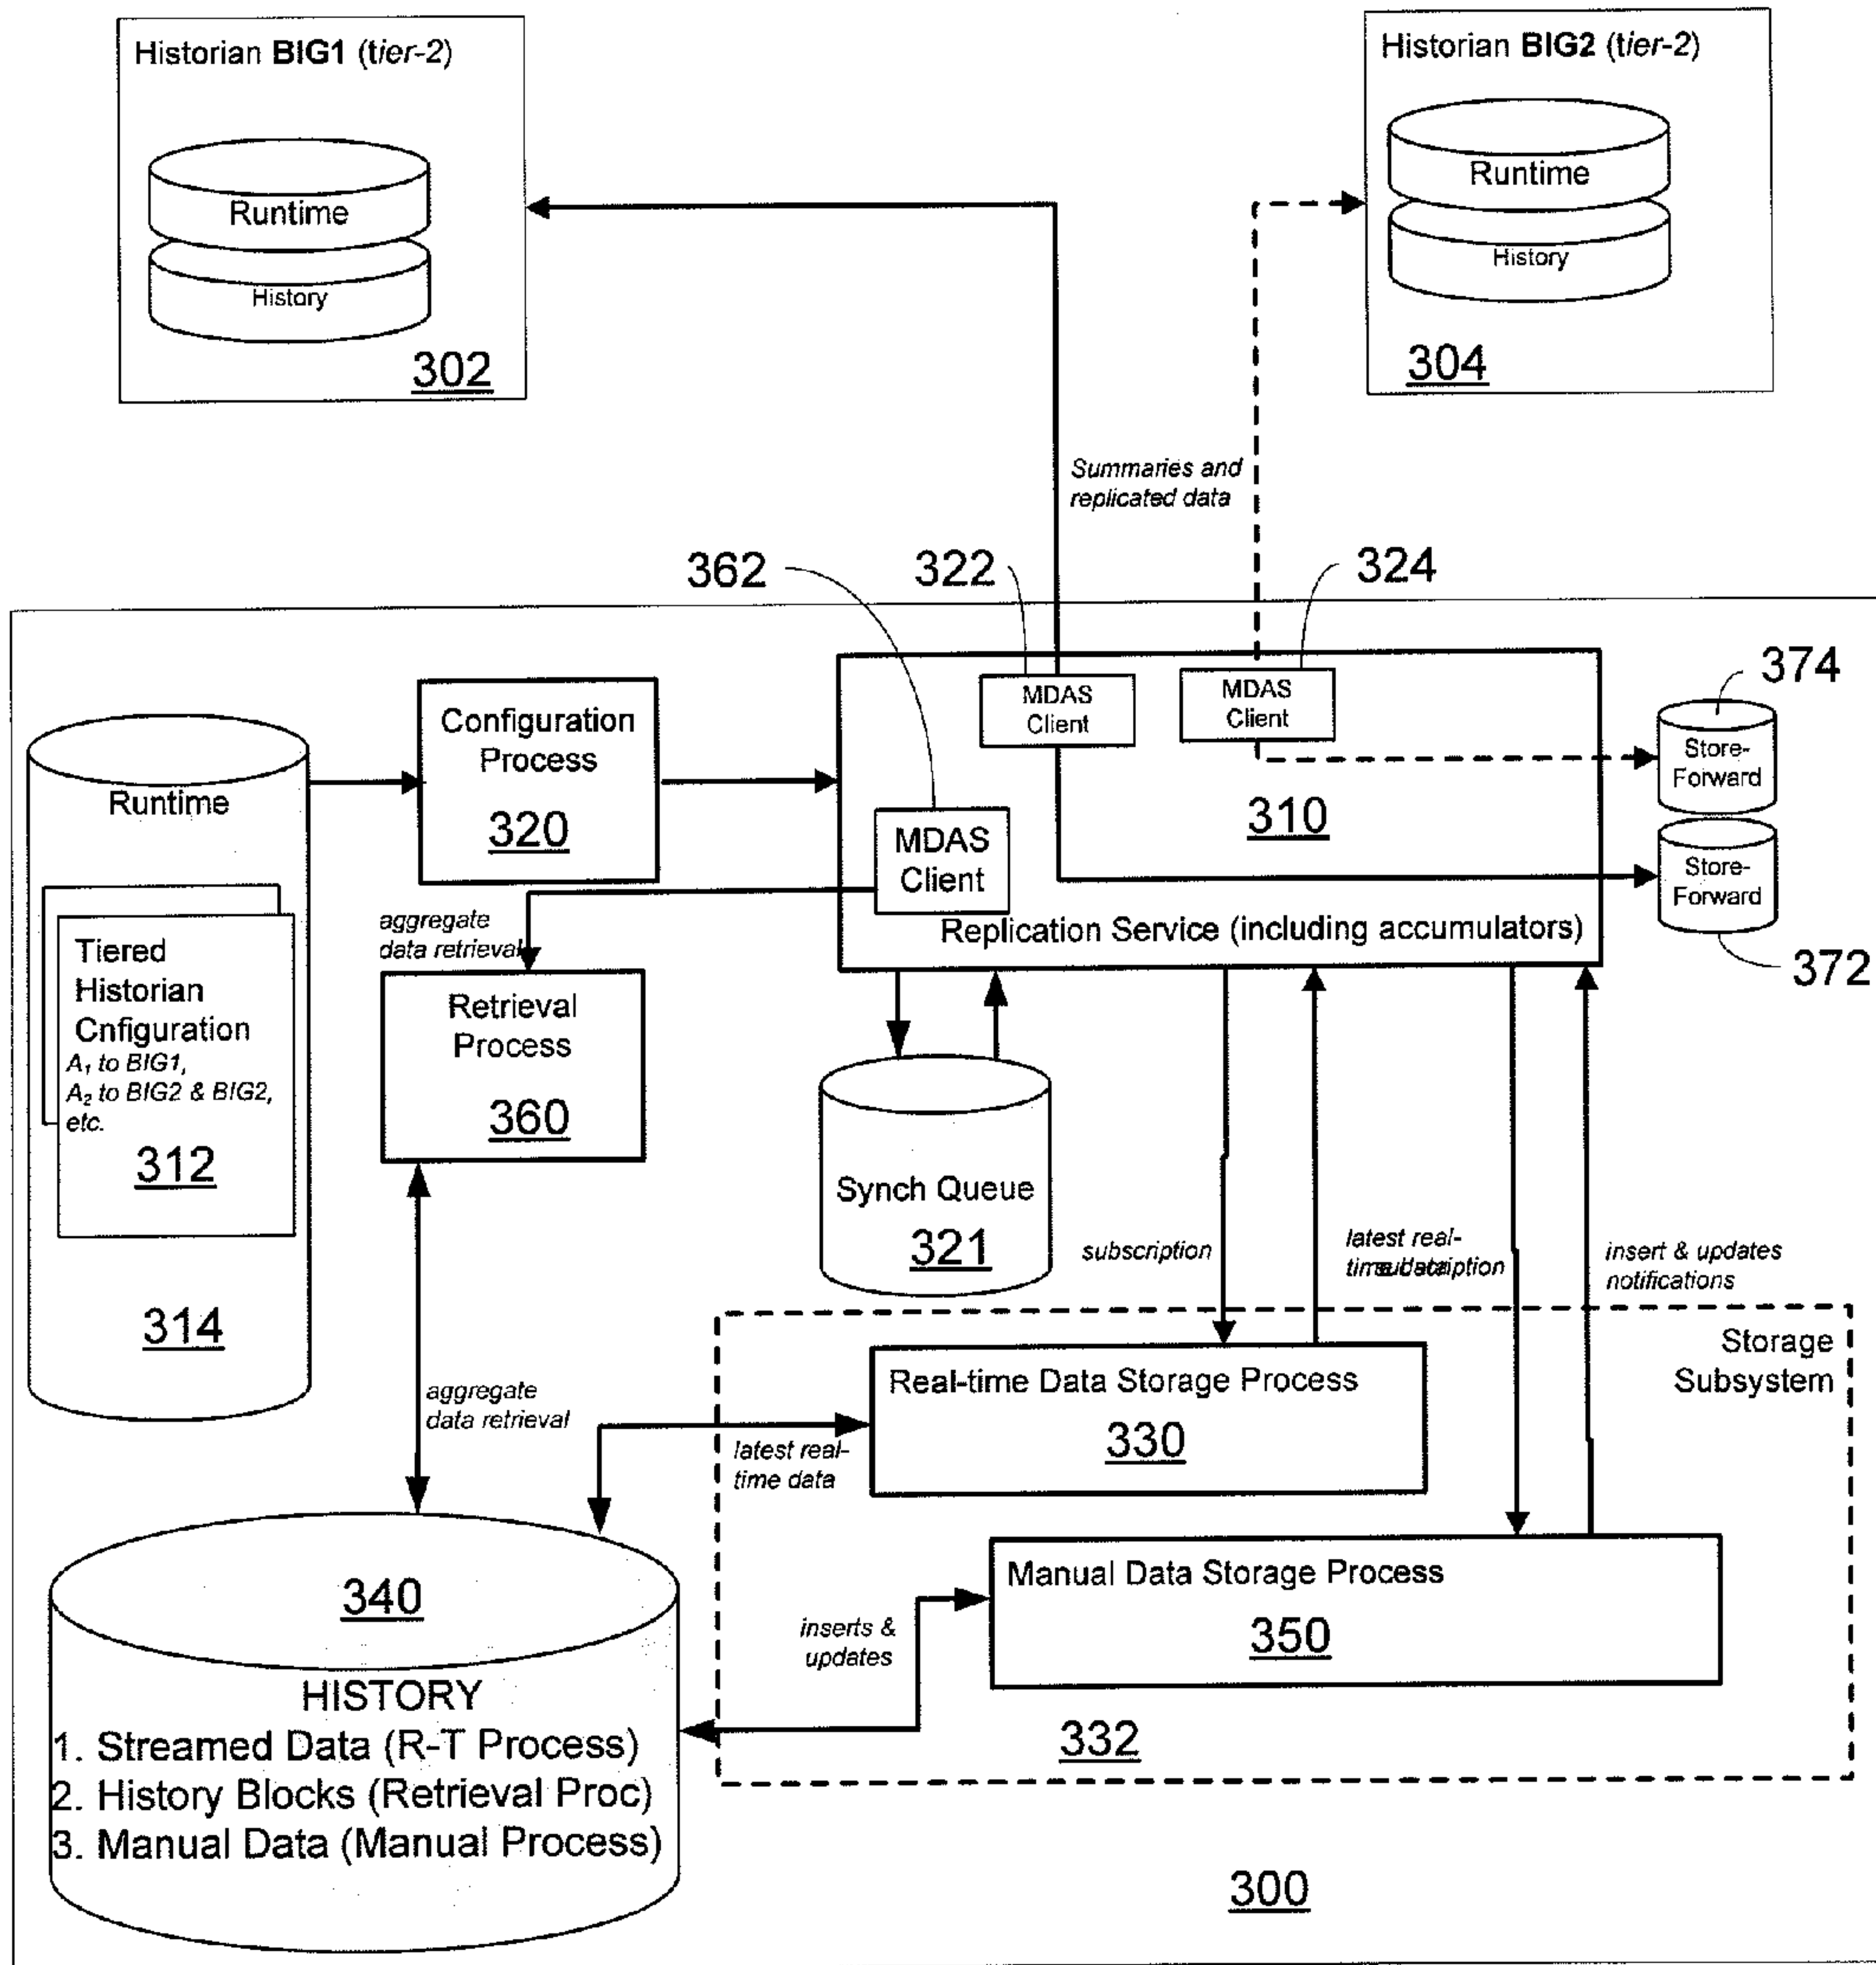 Historian BIG1 (tier-2)
Runtime
History
302
Historian BIG2 (tier-2)
Runtime
History
304
Summaries and
replicated data
362
322
324
374
372
MDAS
Client
MDAS
Client
MDAS
Client
310
Replication Service (including accumulators)
Store-
Forward
Store-
Forward
Configuration
Process
320
Runtime
Tiered
Historian
Cnfiguration
A₁ to BIG1,
A₂ to BIG2 & BIG2,
etc.
312
314
aggregate
data retrieval
Retrieval
Process
360
Synch Queue
321
subscription
latest real-
time data
subscription
insert & updates
notifications
Storage
Subsystem
Real-time Data Storage Process
330
aggregate
data retrieval
latest real-
time data
Manual Data Storage Process
350
inserts &
updates
332
340
HISTORY
1. Streamed Data (R-T Process)
2. History Blocks (Retrieval Proc)
3. Manual Data (Manual Process)
300